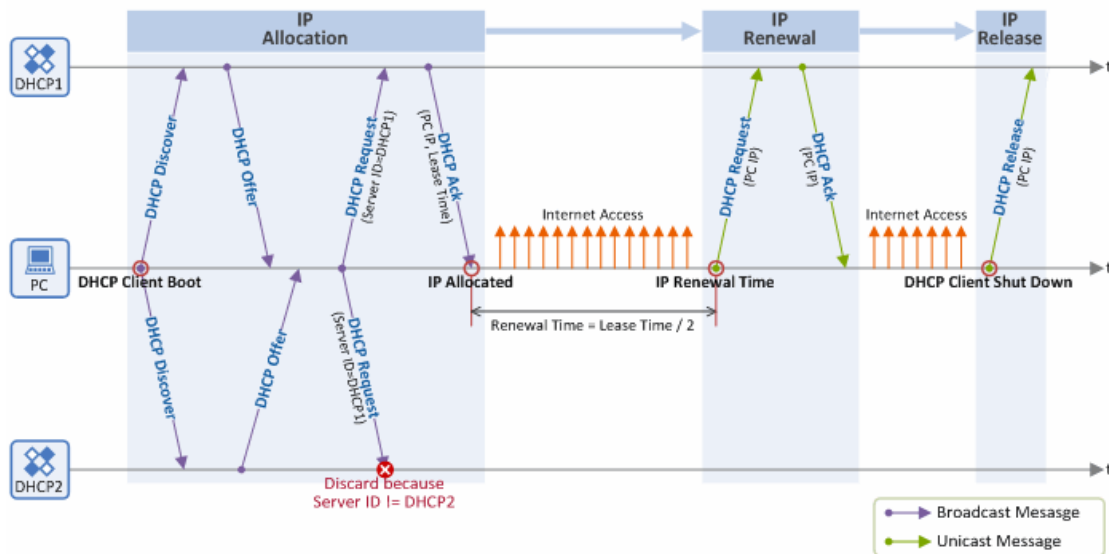 IP
Allocation
IP
Renewal
IP
Release
DHCP1
t
DHCP Discover
DHCP Offer
DHCP Request
(Server ID=DHCP1)
DHCP Ack
(PC IP, Lease Time)
DHCP Request
(PC IP)
DHCP Ack
(PC IP)
DHCP Release
(PC IP)
Internet Access
Internet Access
PC
t
DHCP Client Boot
IP Allocated
IP Renewal Time
DHCP Client Shut Down
Renewal Time = Lease Time / 2
DHCP Discover
DHCP Offer
DHCP Request
(Server ID=DHCP1)
DHCP2
t
Discard because
Server ID != DHCP2
Broadcast Mesasge
Unicast Message